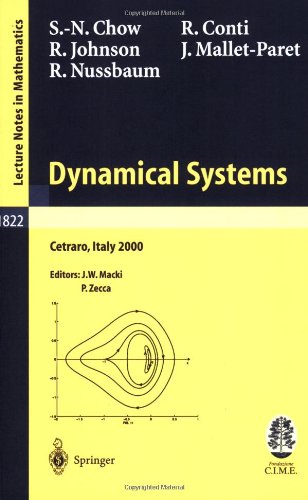 Lecture Notes in Mathematics
1822
S.-N. Chow R. Conti
R. Johnson J. Mallet-Paret
R. Nussbaum
Dynamical Systems
Cetraro, Italy 2000
Editors: J.W. Macki
P. Zecca
Springer
Fondazione
C.I.M.E.